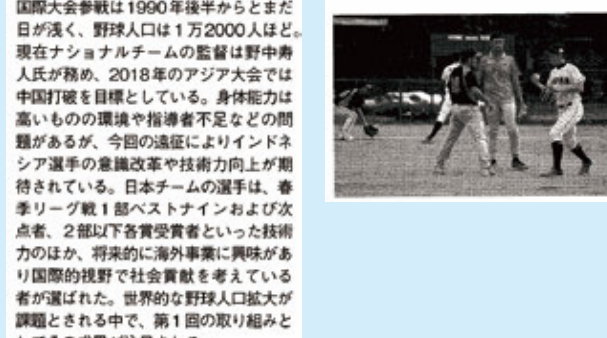 国際大会参戦は1990年後半からとまだ
日が浅く、野球人口は1万2000人ほど。
現在ナショナルチームの監督は野中寿
人氏が務め、2018年のアジア大会では
中国打破を目標としている。身体能力は
高いものの環境や指導者不足などの問
題があるが、今回の遠征によりインドネ
シア選手の意識改革や技術力向上が期
待されている。日本チームの選手は、春
季リーグ戦1部ベストナインおよび次
点者、2部以下各賞受賞者といった技術
力のほか、将来的に海外事業に興味があ
り国際的視野で社会貢献を考えている
者が選ばれた。世界的な野球人口拡大が
課題とされる中で、第1回の取り組みと